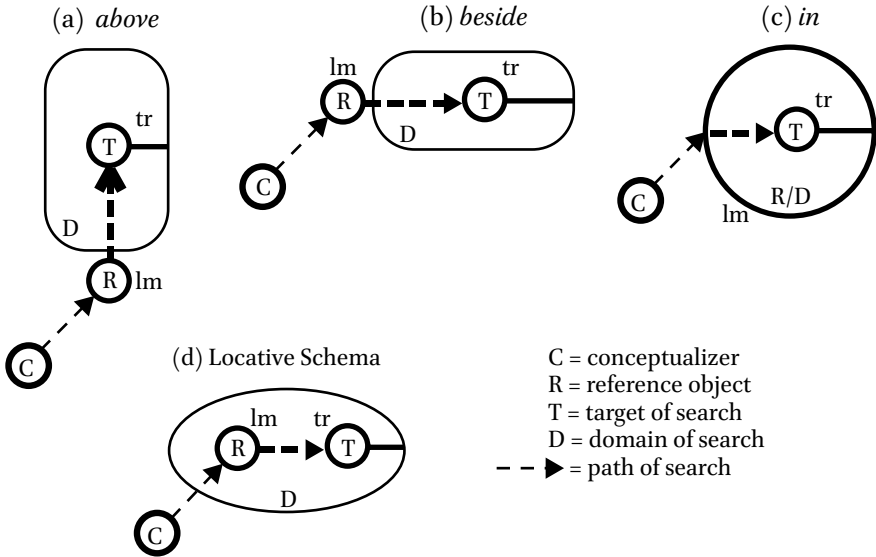 (a) above
tr
T
D
R
lm
C
(b) beside
lm
tr
R
T
D
C
(c) in
tr
T
C
R/D
lm
(d) Locative Schema
lm
tr
R
T
D
C
C = conceptualizer
R = reference object
T = target of search
D = domain of search
= path of search